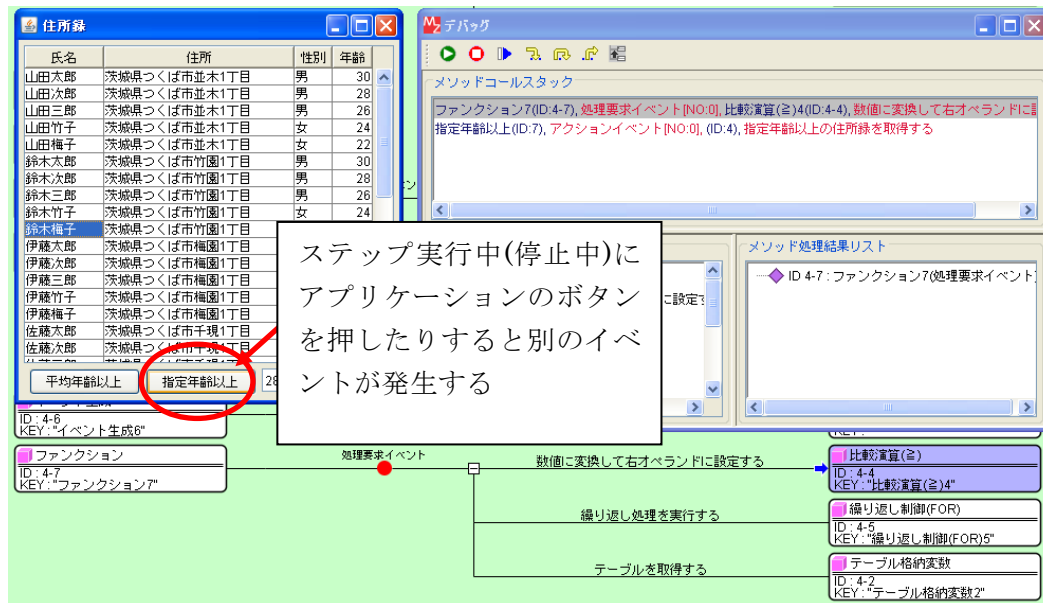 住所録
氏名 住所 性別 年齢
山田太郎 茨城県つくば市並木1丁目 男 30
山田次郎 茨城県つくば市並木1丁目 男 28
山田三郎 茨城県つくば市並木1丁目 男 26
山田竹子 茨城県つくば市並木1丁目 女 24
山田梅子 茨城県つくば市並木1丁目 女 22
鈴木太郎 茨城県つくば市竹園1丁目 男 30
鈴木次郎 茨城県つくば市竹園1丁目 男 28
鈴木三郎 茨城県つくば市竹園1丁目 男 26
鈴木竹子 茨城県つくば市竹園1丁目 女 24
鈴木梅子 茨城県つくば市竹園1丁目
伊藤太郎 茨城県つくば市梅園1丁目
伊藤次郎 茨城県つくば市梅園1丁目
伊藤三郎 茨城県つくば市梅園1丁目
伊藤竹子 茨城県つくば市梅園1丁目
伊藤梅子 茨城県つくば市梅園1丁目
佐藤太郎 茨城県つくば市千現1丁目
佐藤次郎 茨城県つくば市千現1丁目
平均年齢以上 指定年齢以上 28
デバッグ
メソッドコールスタック
ファンクション7(ID:4-7), 処理要求イベント[NO:0], 比較演算(≧)4(ID:4-4), 数値に変換して右オペランドに設
指定年齢以上(ID:7), アクションイベント[NO:0], (ID:4), 指定年齢以上の住所録を取得する
に設定す
メソッド処理結果リスト
ID 4-7 : ファンクション7(処理要求イベント
ステップ実行中(停止中)に
アプリケーションのボタン
を押したりすると別のイベ
ントが発生する
ID : 4-6
KEY : "イベント生成6"
ファンクション
ID : 4-7
KEY : "ファンクション7"
処理要求イベント
数値に変換して右オペランドに設定する
比較演算(≧)
ID : 4-4
KEY : "比較演算(≧)4"
繰り返し処理を実行する
繰り返し制御(FOR)
ID : 4-5
KEY : "繰り返し制御(FOR)5"
テーブルを取得する
テーブル格納変数
ID : 4-2
KEY : "テーブル格納変数2"